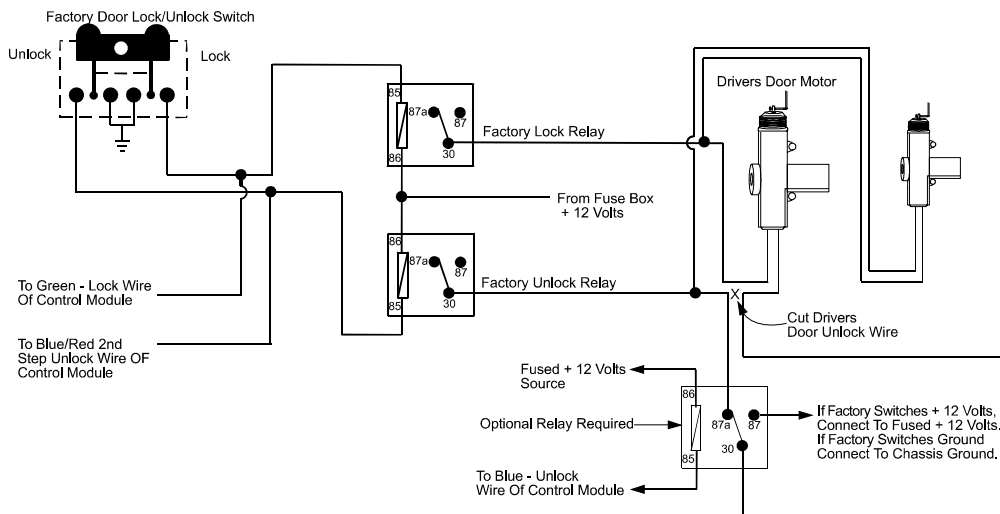 Factory Door Lock/Unlock Switch
Unlock
Lock
85
87a
87
30
86
Factory Lock Relay
Drivers Door Motor
From Fuse Box
+ 12 Volts
86
87a
87
30
85
Factory Unlock Relay
To Green - Lock Wire
Of Control Module
To Blue/Red 2nd
Step Unlock Wire OF
Control Module
X
Cut Drivers
Door Unlock Wire
Fused + 12 Volts
Source
Optional Relay Required
86
87a
87
30
85
If Factory Switches + 12 Volts,
Connect To Fused + 12 Volts.
If Factory Switches Ground
Connect To Chassis Ground.
To Blue - Unlock
Wire Of Control Module